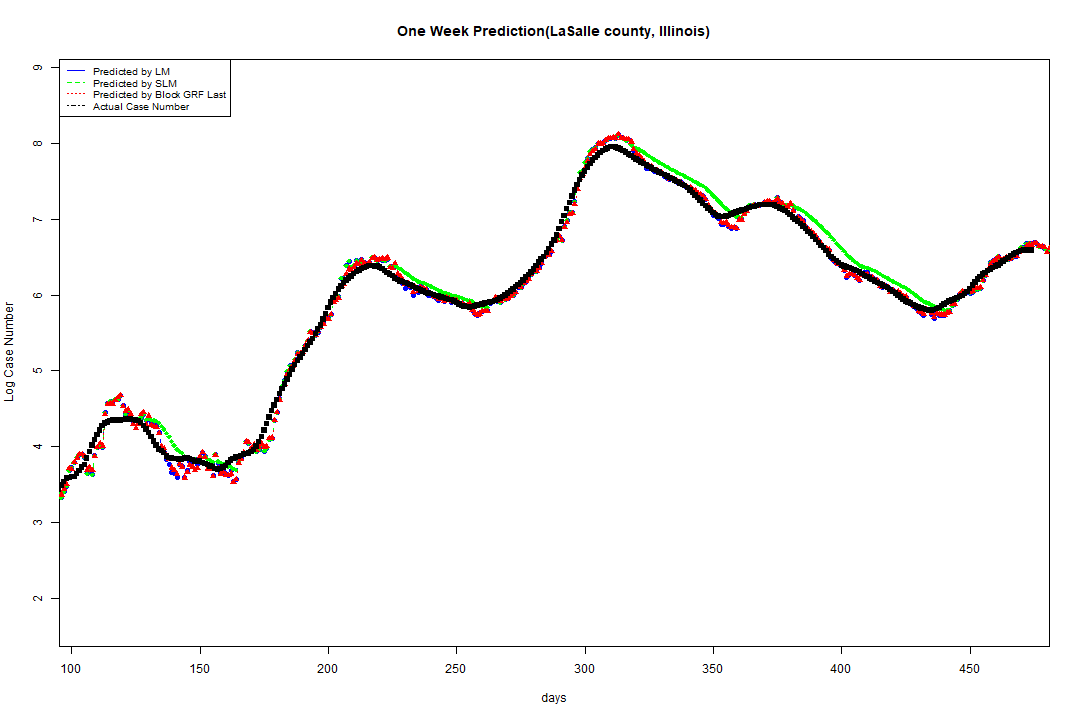 One Week Prediction(LaSalle county, Illinois)
Predicted by LM
Predicted by SLM
Predicted by Block GRF Last
Actual Case Number
Log Case Number
9
8
7
6
5
4
3
2
100 150 200 250 300 350 400 450
days